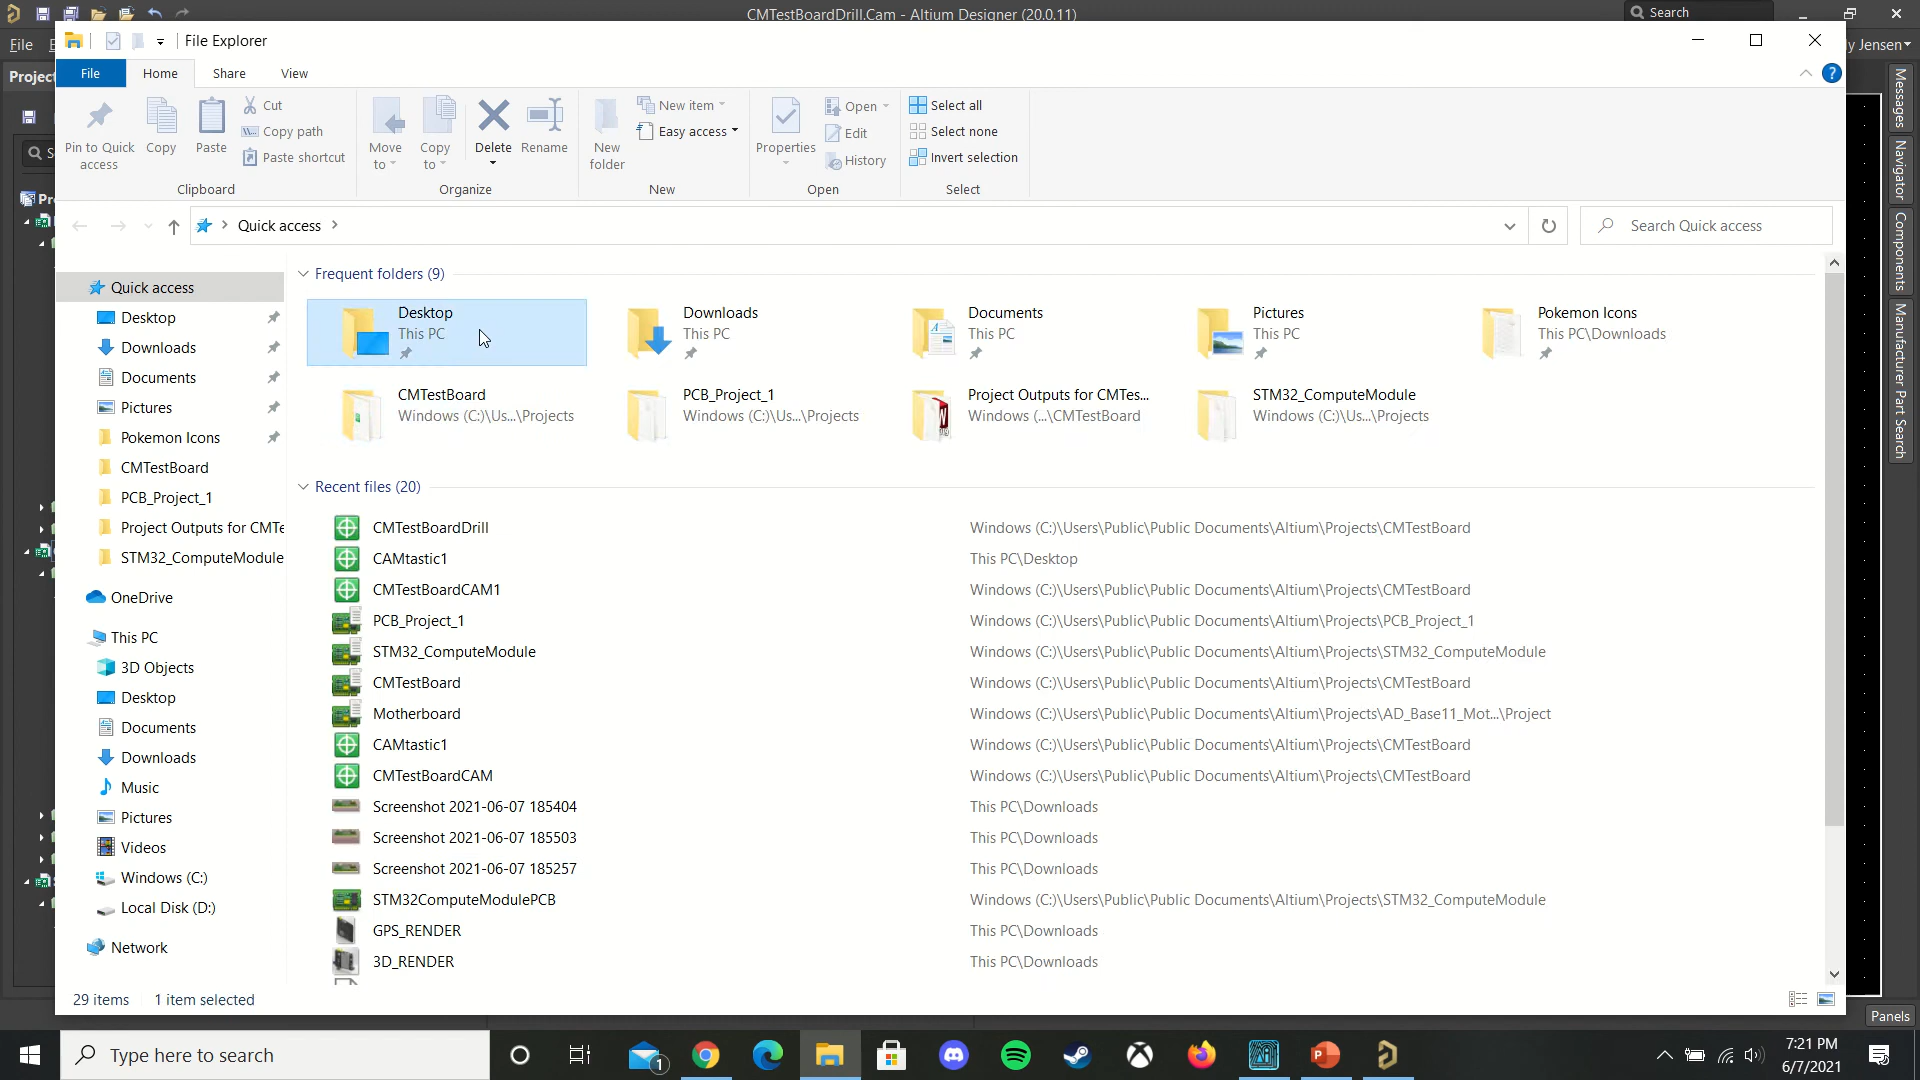 CMTestBoardDrill.Cam - Altium Designer (20.0.11)
Search
File
File Explorer
y Jensen
File
Home
Share
View
Project
Pin to Quick access
Copy
Paste
Cut
Copy path
Paste shortcut
Clipboard
Move to
Copy to
Delete
Rename
Organize
New folder
New item
Easy access
New
Properties
Open
Edit
History
Open
Select all
Select none
Invert selection
Select
Quick access
Search Quick access
Quick access
Desktop
Downloads
Documents
Pictures
Pokemon Icons
CMTestBoard
PCB_Project_1
Project Outputs for CMTe
STM32_ComputeModule
OneDrive
This PC
3D Objects
Desktop
Documents
Downloads
Music
Pictures
Videos
Windows (C:)
Local Disk (D:)
Network
Frequent folders (9)
Desktop
This PC
Downloads
This PC
Documents
This PC
Pictures
This PC
Pokemon Icons
This PC\Downloads
CMTestBoard
Windows (C:)\Us...\Projects
PCB_Project_1
Windows (C:)\Us...\Projects
Project Outputs for CMTes...
Windows (...\CMTestBoard
STM32_ComputeModule
Windows (C:)\Us...\Projects
Recent files (20)
CMTestBoardDrill Windows (C:)\Users\Public\Public Documents\Altium\Projects\CMTestBoard
CAMtastic1 This PC\Desktop
CMTestBoardCAM1 Windows (C:)\Users\Public\Public Documents\Altium\Projects\CMTestBoard
PCB_Project_1 Windows (C:)\Users\Public\Public Documents\Altium\Projects\PCB_Project_1
STM32_ComputeModule Windows (C:)\Users\Public\Public Documents\Altium\Projects\STM32_ComputeModule
CMTestBoard Windows (C:)\Users\Public\Public Documents\Altium\Projects\CMTestBoard
Motherboard Windows (C:)\Users\Public\Public Documents\Altium\Projects\AD_Base11_Mot...\Project
CAMtastic1 Windows (C:)\Users\Public\Public Documents\Altium\Projects\CMTestBoard
CMTestBoardCAM Windows (C:)\Users\Public\Public Documents\Altium\Projects\CMTestBoard
Screenshot 2021-06-07 185404 This PC\Downloads
Screenshot 2021-06-07 185503 This PC\Downloads
Screenshot 2021-06-07 185257 This PC\Downloads
STM32ComputeModulePCB Windows (C:)\Users\Public\Public Documents\Altium\Projects\STM32_ComputeModule
GPS_RENDER This PC\Downloads
3D_RENDER This PC\Downloads
29 items
1 item selected
Messages
Navigator
Components
Manufacturer Part Search
Panels
Type here to search
1
7:21 PM
6/7/2021